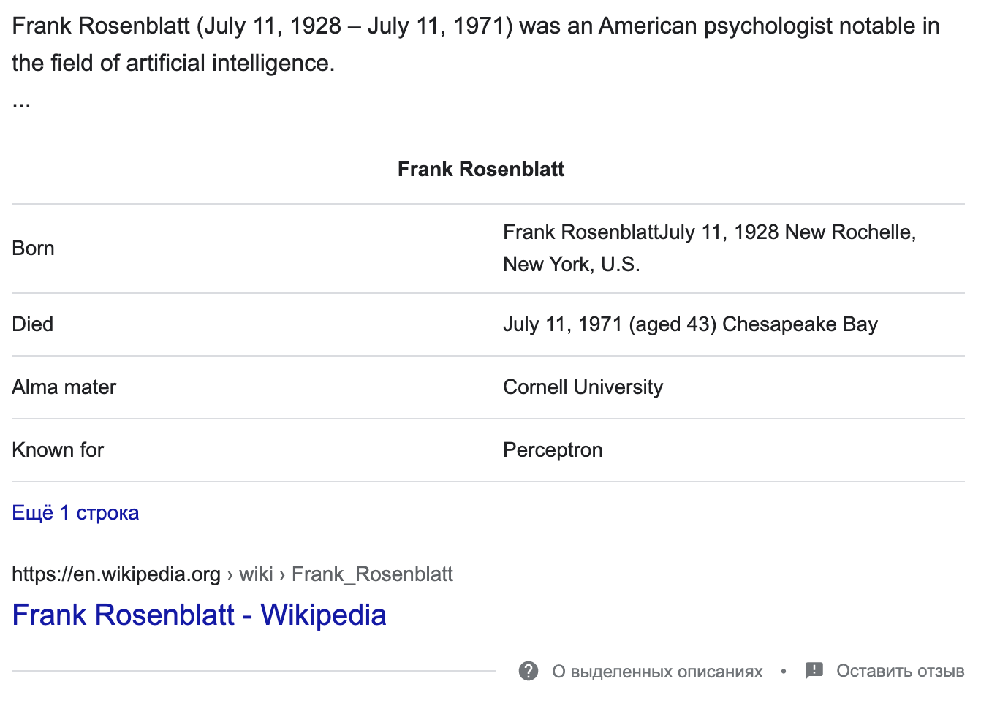 Frank Rosenblatt (July 11, 1928 – July 11, 1971) was an American psychologist notable in
the field of artificial intelligence.
...
Frank Rosenblatt
Born
Frank RosenblattJuly 11, 1928 New Rochelle,
New York, U.S.
Died
July 11, 1971 (aged 43) Chesapeake Bay
Alma mater
Cornell University
Known for
Perceptron
Ещё 1 строка
https://en.wikipedia.org › wiki › Frank_Rosenblatt
Frank Rosenblatt - Wikipedia
О выделенных описаниях • Оставить отзыв